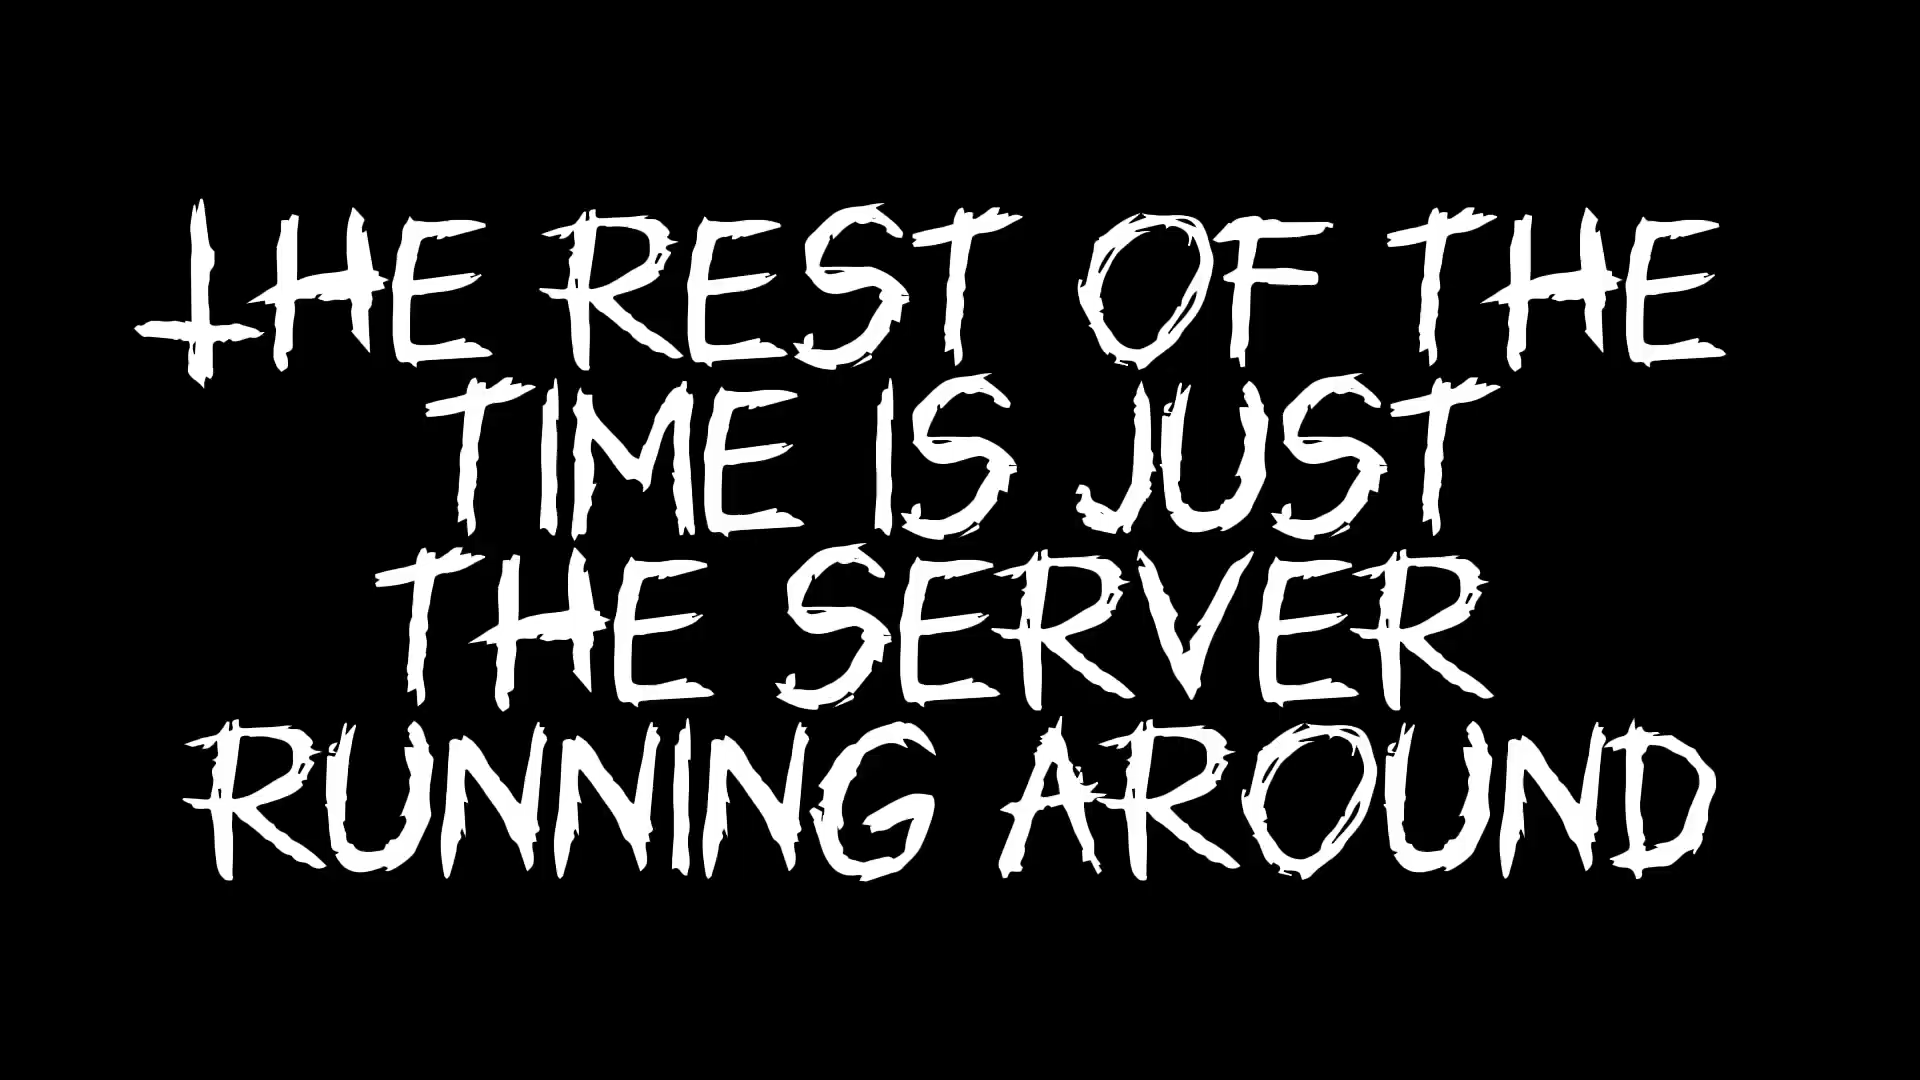 THE REST OF THE
TIME IS JUST
THE SERVER
RUNNING AROUND